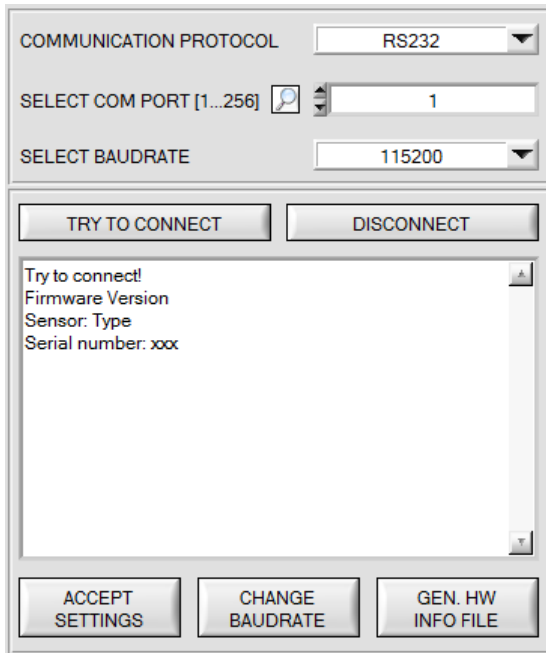 COMMUNICATION PROTOCOL RS232
SELECT COM PORT [1...256] 1
SELECT BAUDRATE 115200
TRY TO CONNECT DISCONNECT
Try to connect!
Firmware Version
Sensor: Type
Serial number: xxx
ACCEPT SETTINGS
CHANGE BAUDRATE
GEN. HW INFO FILE